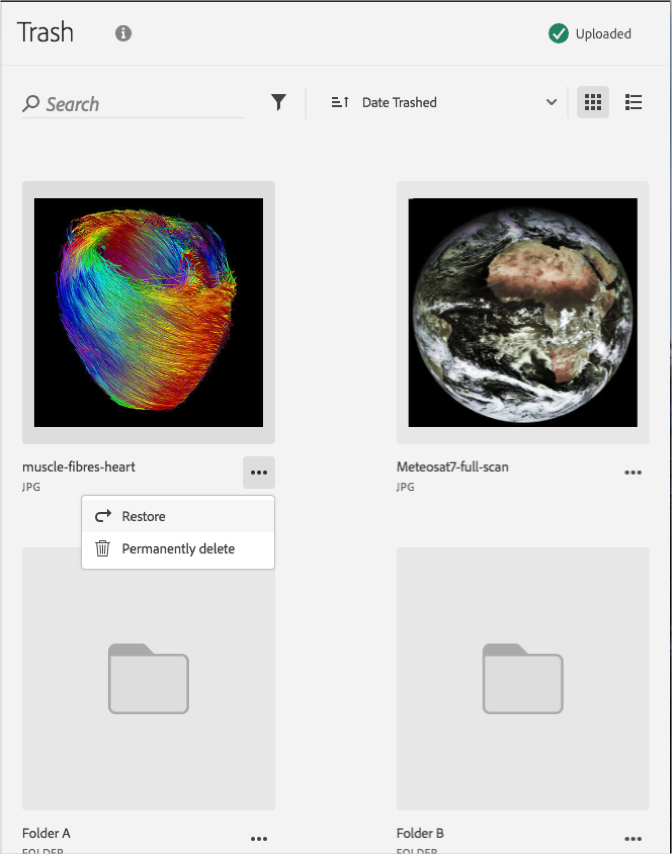 Trash
Uploaded
Search
Date Trashed
muscle-fibres-heart
JPG
Meteosat7-full-scan
JPG
Restore
Permanently delete
Folder A
FOLDER
Folder B
FOLDER